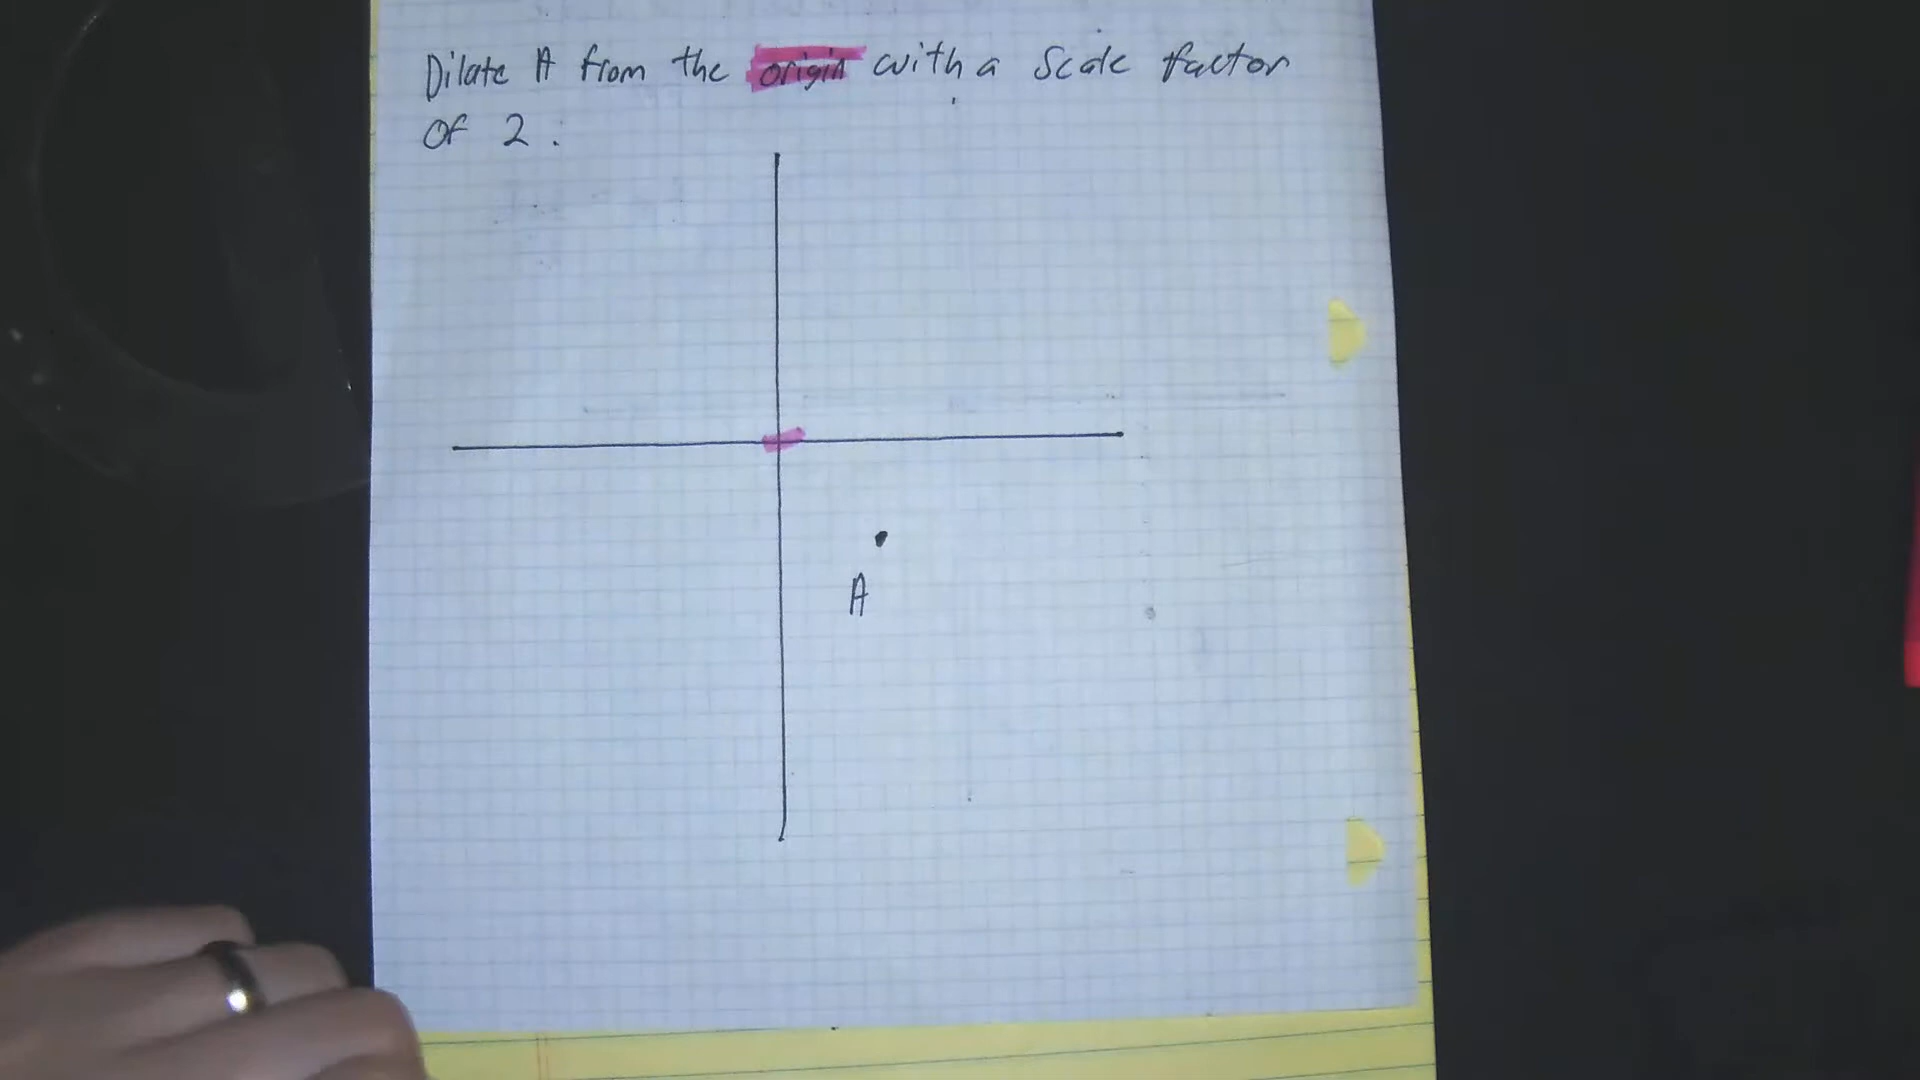 Dilate A from the origin with a scale factor
of 2.
A